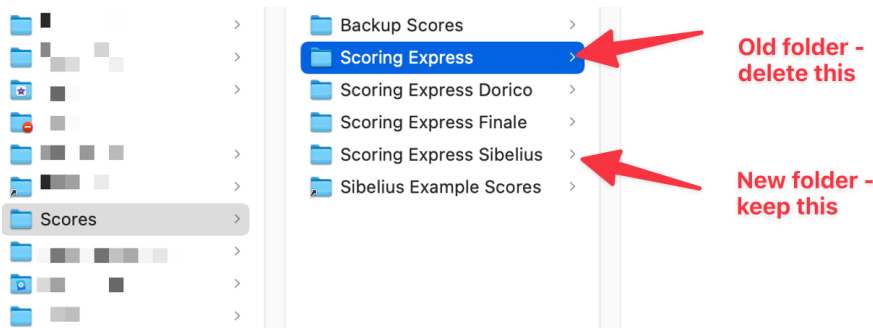 Scores
Backup Scores
Scoring Express
Scoring Express Dorico
Scoring Express Finale
Scoring Express Sibelius
Sibelius Example Scores
Old folder -
delete this
New folder -
keep this